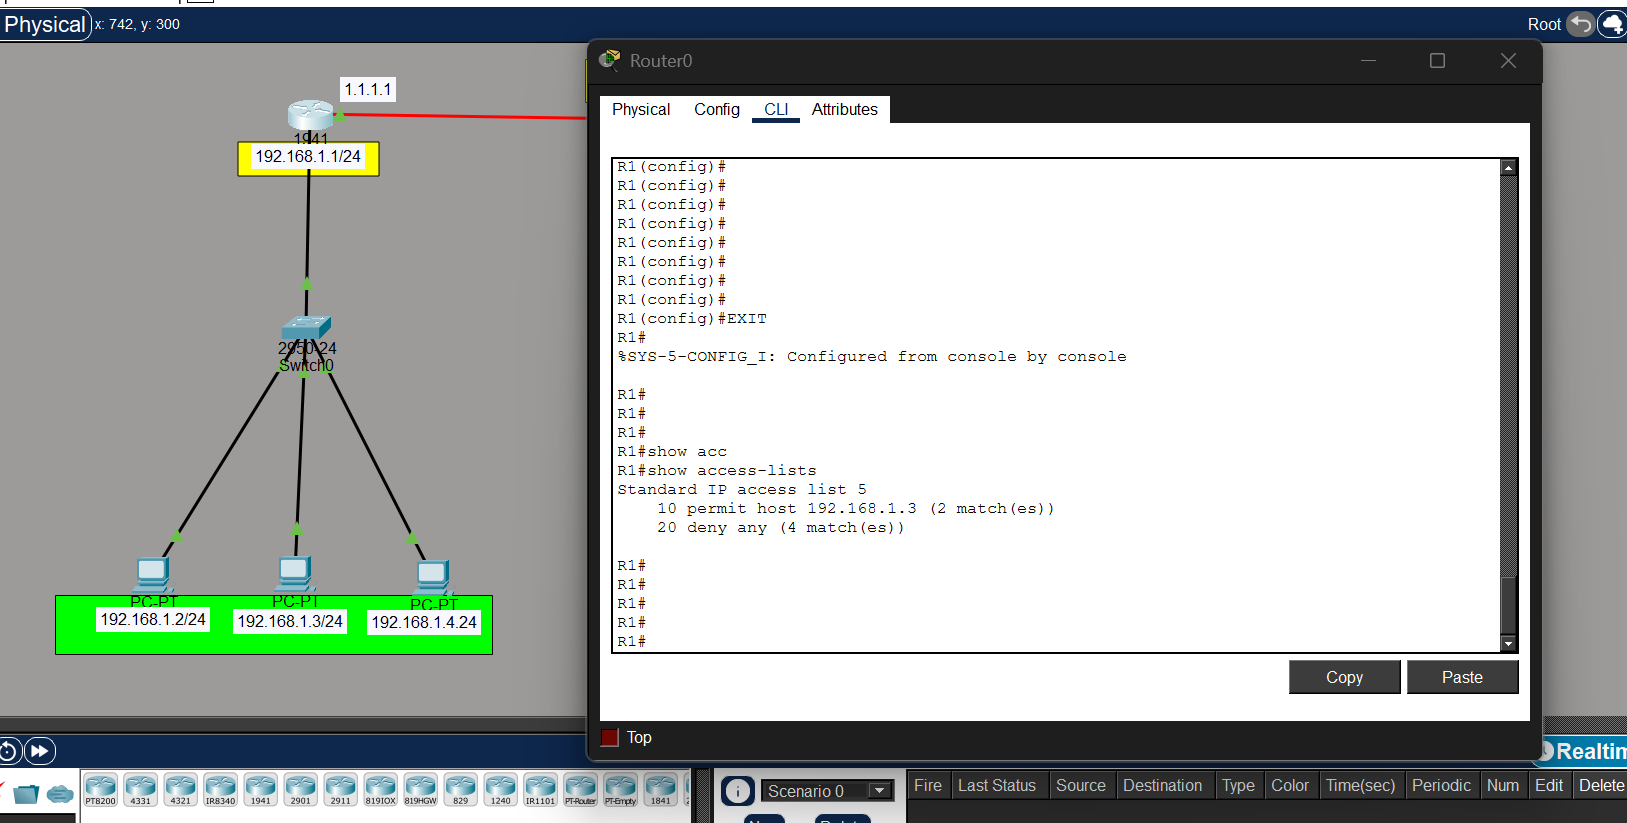 Physical x: 742, y: 300
Root
1.1.1.1
1941
192.168.1.1/24
2950-24
Switch0
PC-PT
PC-PT
PC-PT
192.168.1.2/24
192.168.1.3/24
192.168.1.4.24
Router0
Physical Config CLI Attributes
R1(config)#
R1(config)#
R1(config)#
R1(config)#
R1(config)#
R1(config)#
R1(config)#
R1(config)#
R1(config)#EXIT
R1#
%SYS-5-CONFIG_I: Configured from console by console
R1#
R1#
R1#
R1#show acc
R1#show access-lists
Standard IP access list 5
10 permit host 192.168.1.3 (2 match(es))
20 deny any (4 match(es))
R1#
R1#
R1#
R1#
R1#
Copy Paste
Top
Realtim
PT8200 4331 4321 IR8340 1941 2901 2911 819IOX 819HGW 829 1240 IR1101 PT-Router PT-Empty 1841
Scenario 0
Fire Last Status Source Destination Type Color Time(sec) Periodic Num Edit Delete